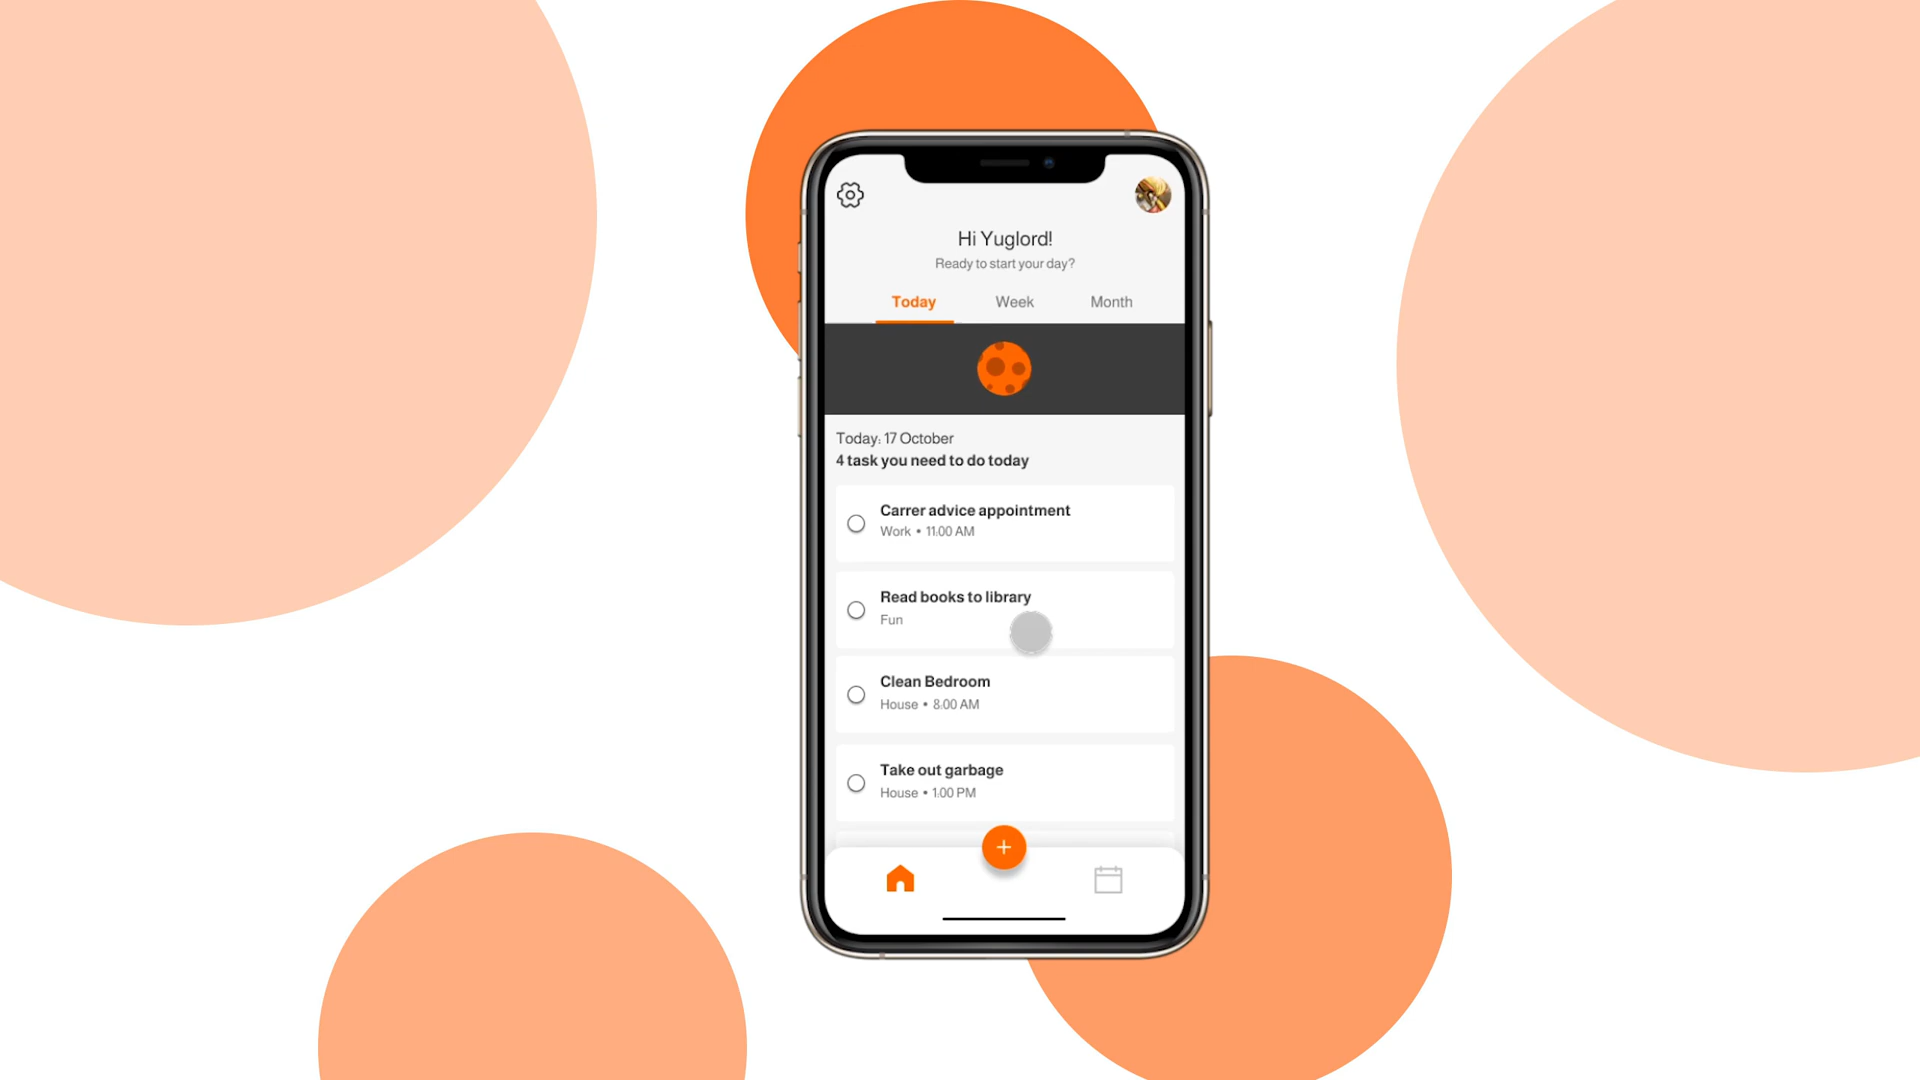 Hi Yuglord!
Ready to start your day?
Today Week Month
Today: 17 October
4 task you need to do today
Carrer advice appointment
Work • 11:00 AM
Read books to library
Fun
Clean Bedroom
House • 8:00 AM
Take out garbage
House • 1:00 PM